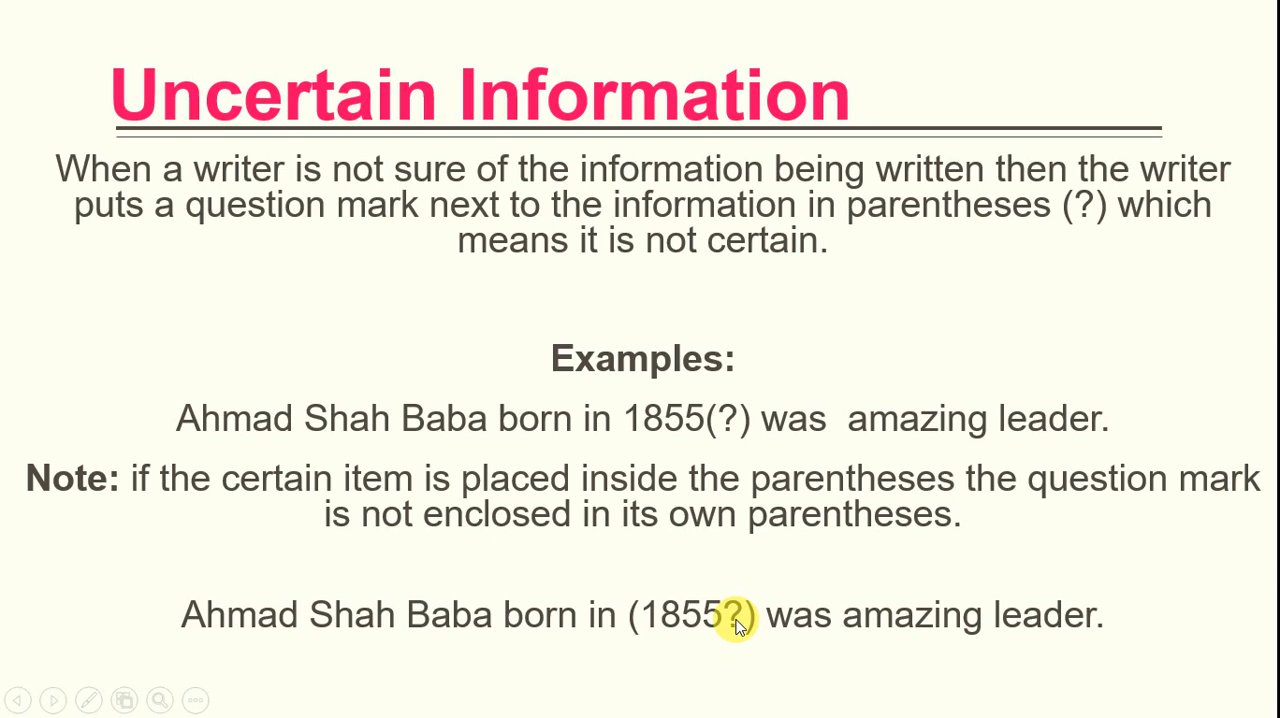 Uncertain Information
When a writer is not sure of the information being written then the writer
puts a question mark next to the information in parentheses (?) which
means it is not certain.
Examples:
Ahmad Shah Baba born in 1855(?) was  amazing leader.
Note: if the certain item is placed inside the parentheses the question mark
is not enclosed in its own parentheses.
Ahmad Shah Baba born in (1855?) was amazing leader.